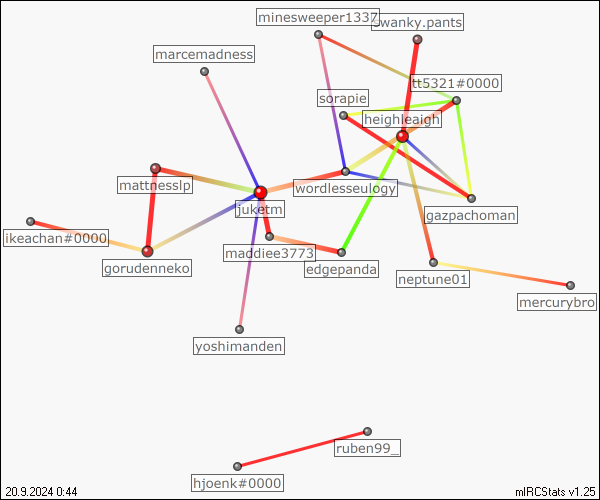 minesweeper1337
swanky.pants
marcemadness
tt5321#0000
sorapie
heighleaigh
mattnesslp
wordlesseulogy
juketm
gazpachoman
ikeachan#0000
maddiee3773
gorudenneko
edgepanda
neptune01
mercurybro
yoshimanden
ruben99_
hjoenk#0000
20.9.2024 0:44
mIRCStats v1.25